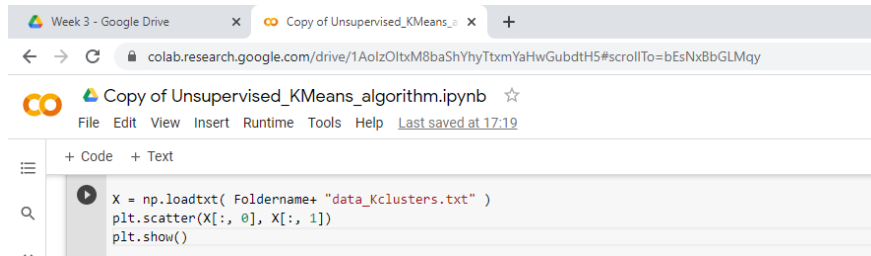 Week 3 - Google Drive
Copy of Unsupervised_KMeans_a
colab.research.google.com/drive/1AoIzOItxM8baShYhyTtxmYaHwGubdtH5#scrollTo=bEsNxBbGLMqy
CO
Copy of Unsupervised_KMeans_algorithm.ipynb
File Edit View Insert Runtime Tools Help Last saved at 17:19
+ Code + Text
X = np.loadtxt( Foldername+ "data_Kclusters.txt" )
plt.scatter(X[:, 0], X[:, 1])
plt.show()